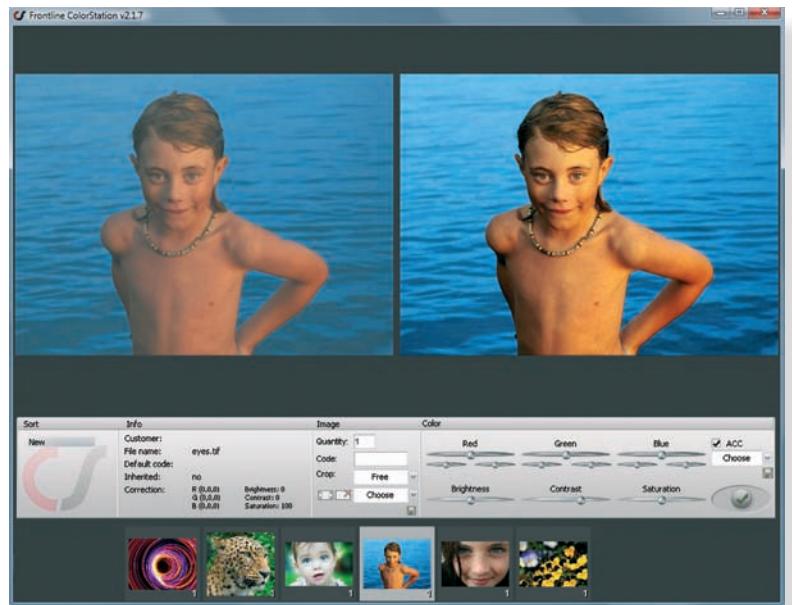 Frontline ColorStation v2.1.7
Sort Info Image Color
New
Customer:
File name: eyes.tif
Default code:
Inherited: no
Correction: R (0,0,0) Brightness: 0
G (0,0,0) Contrast: 0
B (0,0,0) Saturation: 100
Quantity: 1
Code:
Crop: Free
Choose
Red Green Blue ACC
Choose
Brightness Contrast Saturation
1 1 1 1 1 1